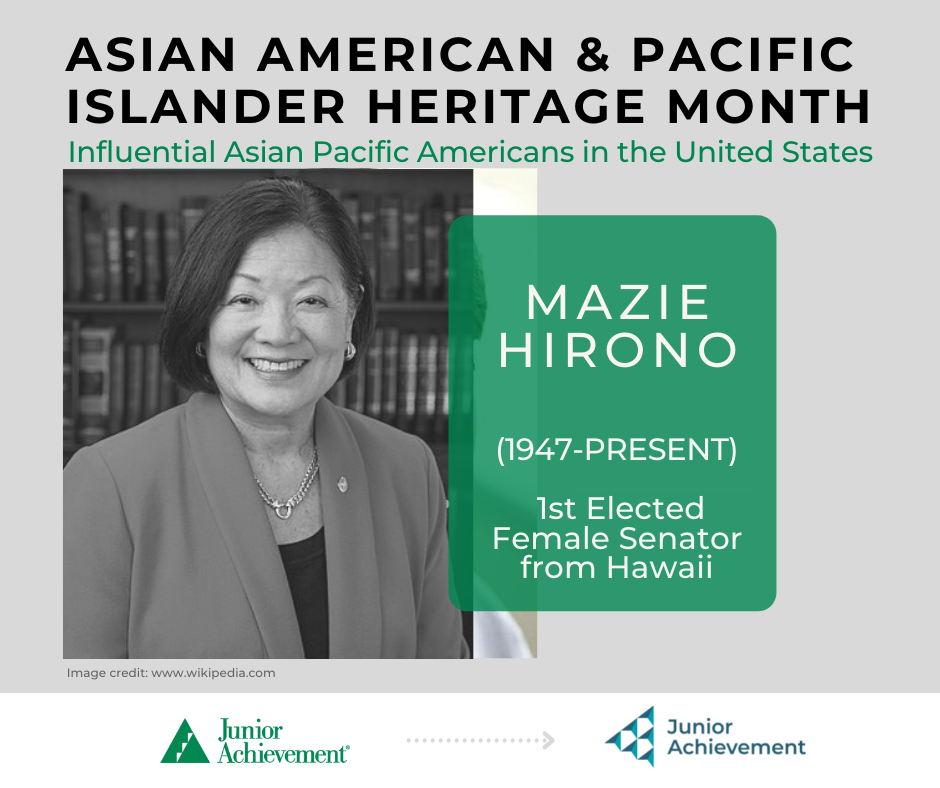 ASIAN AMERICAN & PACIFIC
ISLANDER HERITAGE MONTH
Influential Asian Pacific Americans in the United States
MAZIE
HIRONO
(1947-PRESENT)
1st Elected
Female Senator
from Hawaii
Image credit: www.wikipedia.com
Junior
Achievement®
Junior
Achievement